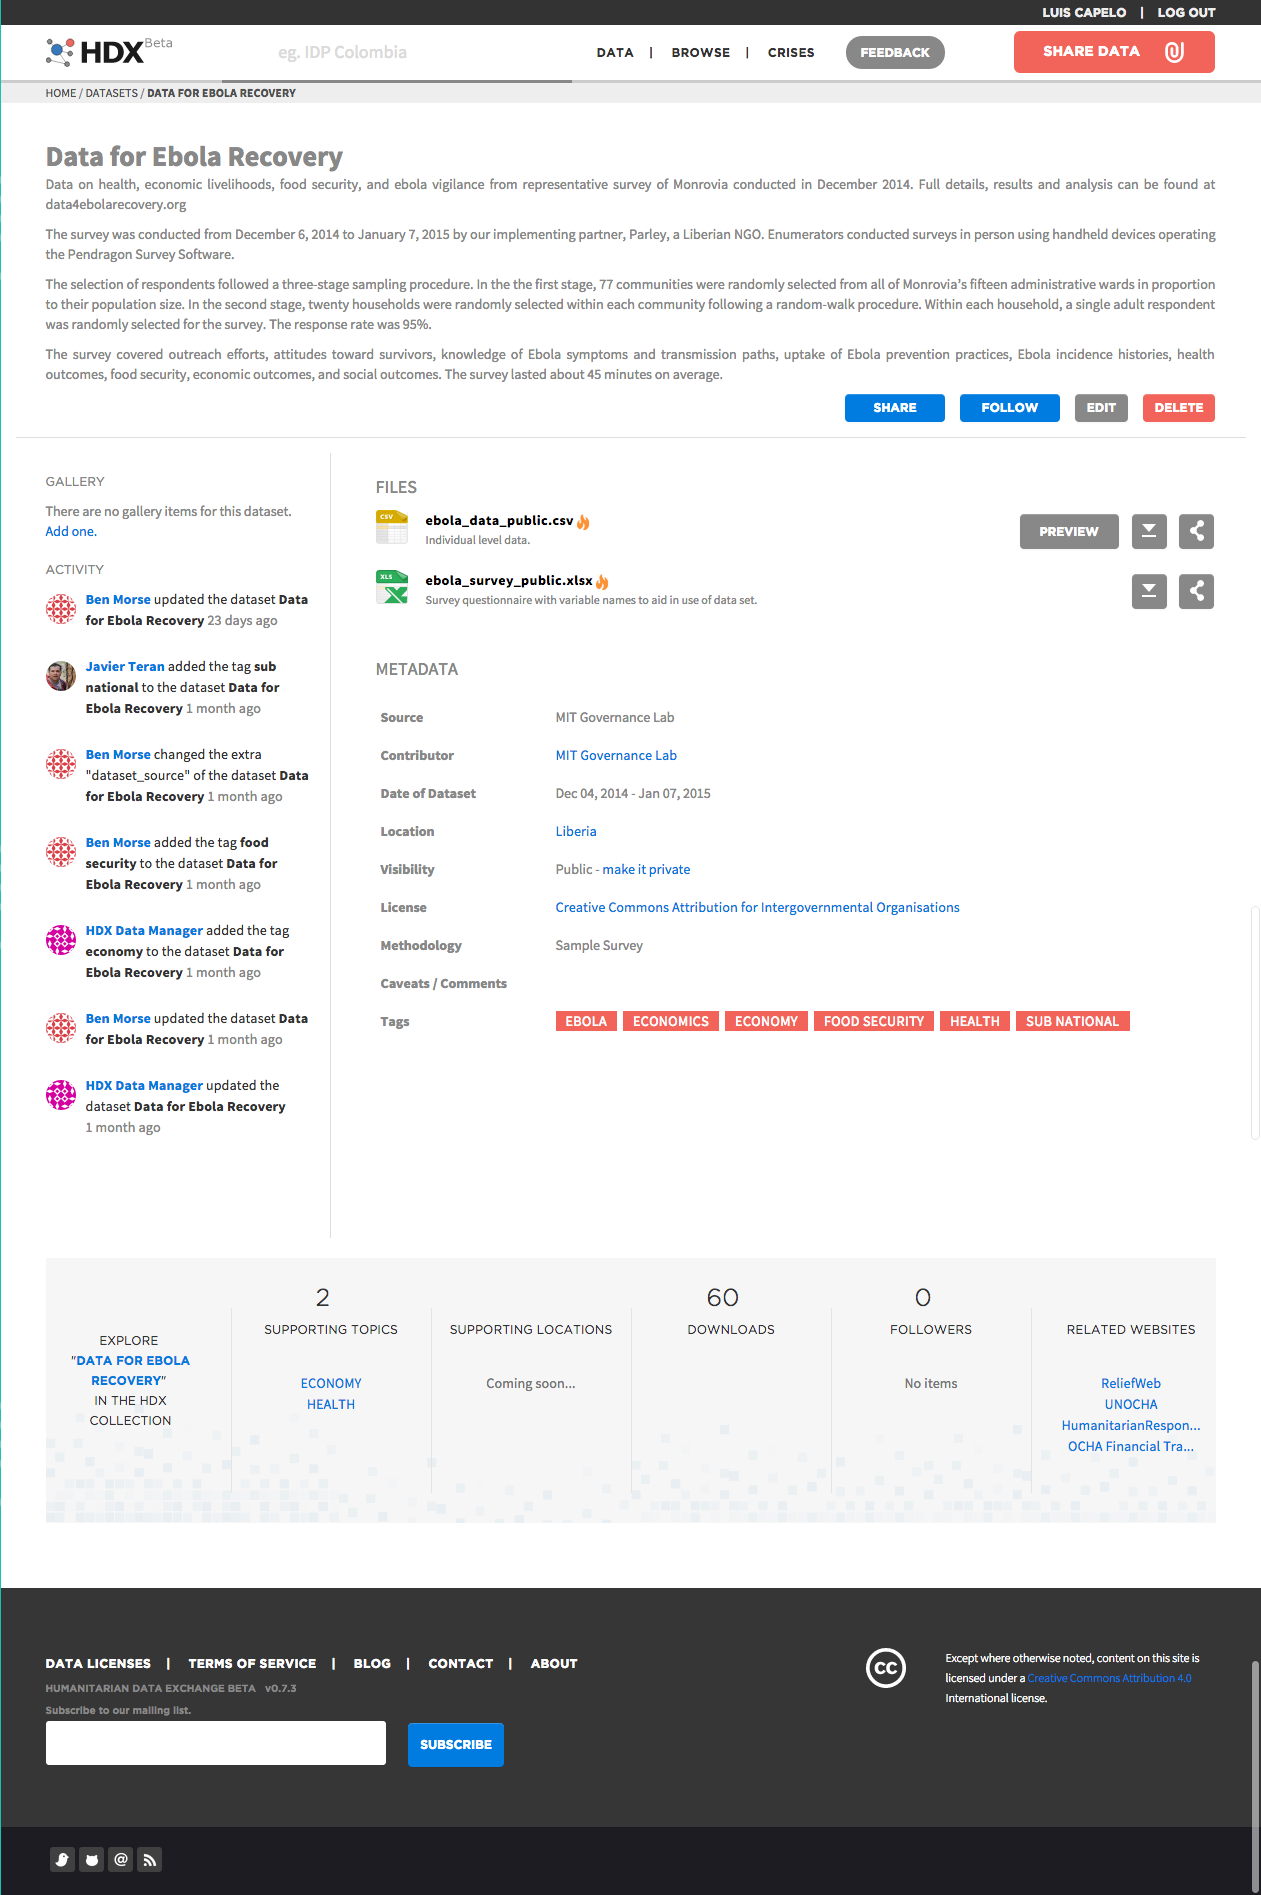 LUIS CAPELO | LOG OUT
HDX Beta
eg. IDP Colombia
DATA | BROWSE | CRISES
FEEDBACK
SHARE DATA
HOME / DATASETS / DATA FOR EBOLA RECOVERY
Data for Ebola Recovery
Data on health, economic livelihoods, food security, and ebola vigilance from representative survey of Monrovia conducted in December 2014. Full details, results and analysis can be found at
data4ebolarecovery.org
The survey was conducted from December 6, 2014 to January 7, 2015 by our implementing partner, Parley, a Liberian NGO. Enumerators conducted surveys in person using handheld devices operating
the Pendragon Survey Software.
The selection of respondents followed a three-stage sampling procedure. In the the first stage, 77 communities were randomly selected from all of Monrovia's fifteen administrative wards in proportion
to their population size. In the second stage, twenty households were randomly selected within each community following a random-walk procedure. Within each household, a single adult respondent
was randomly selected for the survey. The response rate was 95%.
The survey covered outreach efforts, attitudes toward survivors, knowledge of Ebola symptoms and transmission paths, uptake of Ebola prevention practices, Ebola incidence histories, health
outcomes, food security, economic outcomes, and social outcomes. The survey lasted about 45 minutes on average.
SHARE
FOLLOW
EDIT
DELETE
GALLERY
There are no gallery items for this dataset.
Add one.
ACTIVITY
Ben Morse updated the dataset Data
for Ebola Recovery 23 days ago
Javier Teran added the tag sub
national to the dataset Data for
Ebola Recovery 1 month ago
Ben Morse changed the extra
"dataset_source" of the dataset Data
for Ebola Recovery 1 month ago
Ben Morse added the tag food
security to the dataset Data for
Ebola Recovery 1 month ago
HDX Data Manager added the tag
economy to the dataset Data for
Ebola Recovery 1 month ago
Ben Morse updated the dataset Data
for Ebola Recovery 1 month ago
HDX Data Manager updated the
dataset Data for Ebola Recovery
1 month ago
FILES
CSV
ebola_data_public.csv
Individual level data.
PREVIEW
XLS
ebola_survey_public.xlsx
Survey questionnaire with variable names to aid in use of data set.
METADATA
Source MIT Governance Lab
Contributor MIT Governance Lab
Date of Dataset Dec 04, 2014 - Jan 07, 2015
Location Liberia
Visibility Public - make it private
License Creative Commons Attribution for Intergovernmental Organisations
Methodology Sample Survey
Caveats / Comments
Tags EBOLA ECONOMICS ECONOMY FOOD SECURITY HEALTH SUB NATIONAL
EXPLORE
"DATA FOR EBOLA
RECOVERY"
IN THE HDX
COLLECTION
2
SUPPORTING TOPICS
ECONOMY
HEALTH
SUPPORTING LOCATIONS
Coming soon...
60
DOWNLOADS
0
FOLLOWERS
No items
RELATED WEBSITES
ReliefWeb
UNOCHA
HumanitarianRespon...
OCHA Financial Tra...
DATA LICENSES | TERMS OF SERVICE | BLOG | CONTACT | ABOUT
HUMANITARIAN DATA EXCHANGE BETA v0.7.3
Subscribe to our mailing list.
SUBSCRIBE
CC
Except where otherwise noted, content on this site is
licensed under a Creative Commons Attribution 4.0
International license.
@